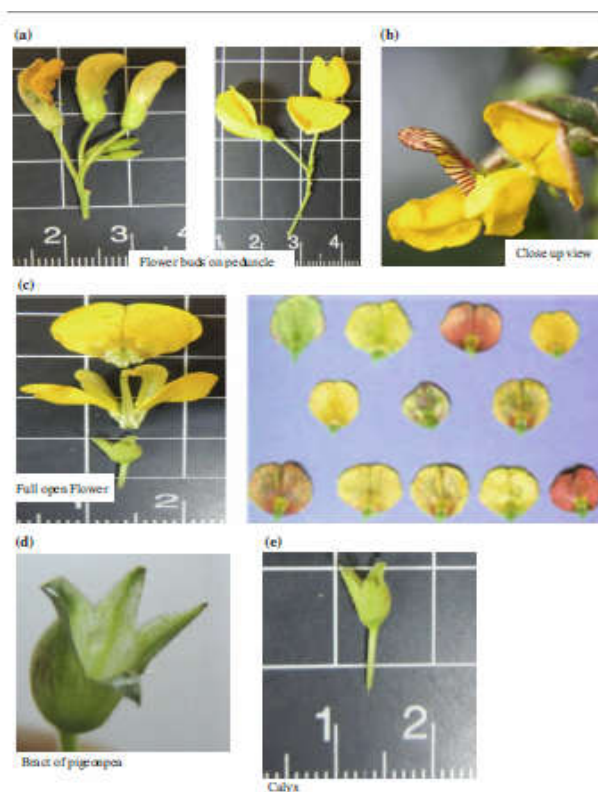 (a)
(b)
2 3 4
1 2 3 4
Flower buds on peduncle
Close up view
(c)
Full open Flower
1 2
(d)
(e)
Bract of pigeonpea
1 2
Calyx